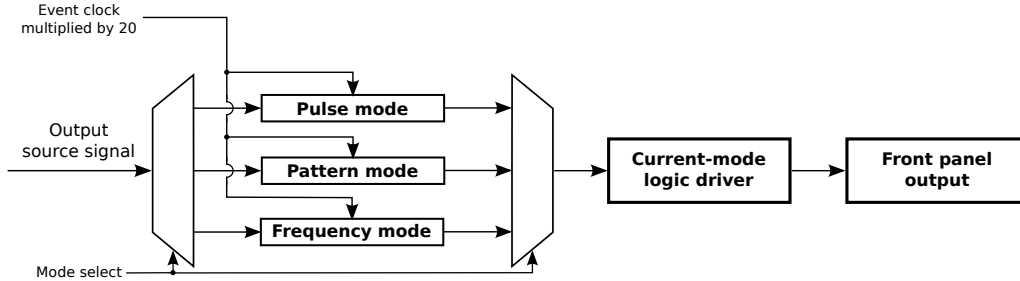 Event clock
multiplied by 20
Pulse mode
Output
source signal
Pattern mode
Frequency mode
Current-mode
logic driver
Front panel
output
Mode select